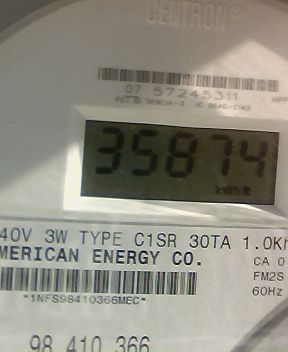 CENTRON®
07 57245311
35874
kWh
40V 3W TYPE C1SR 30TA 1.0Kh
MERICAN ENERGY CO.
CA 0
FM2S
60Hz
*1NFS98410366MEC*
98 410 366